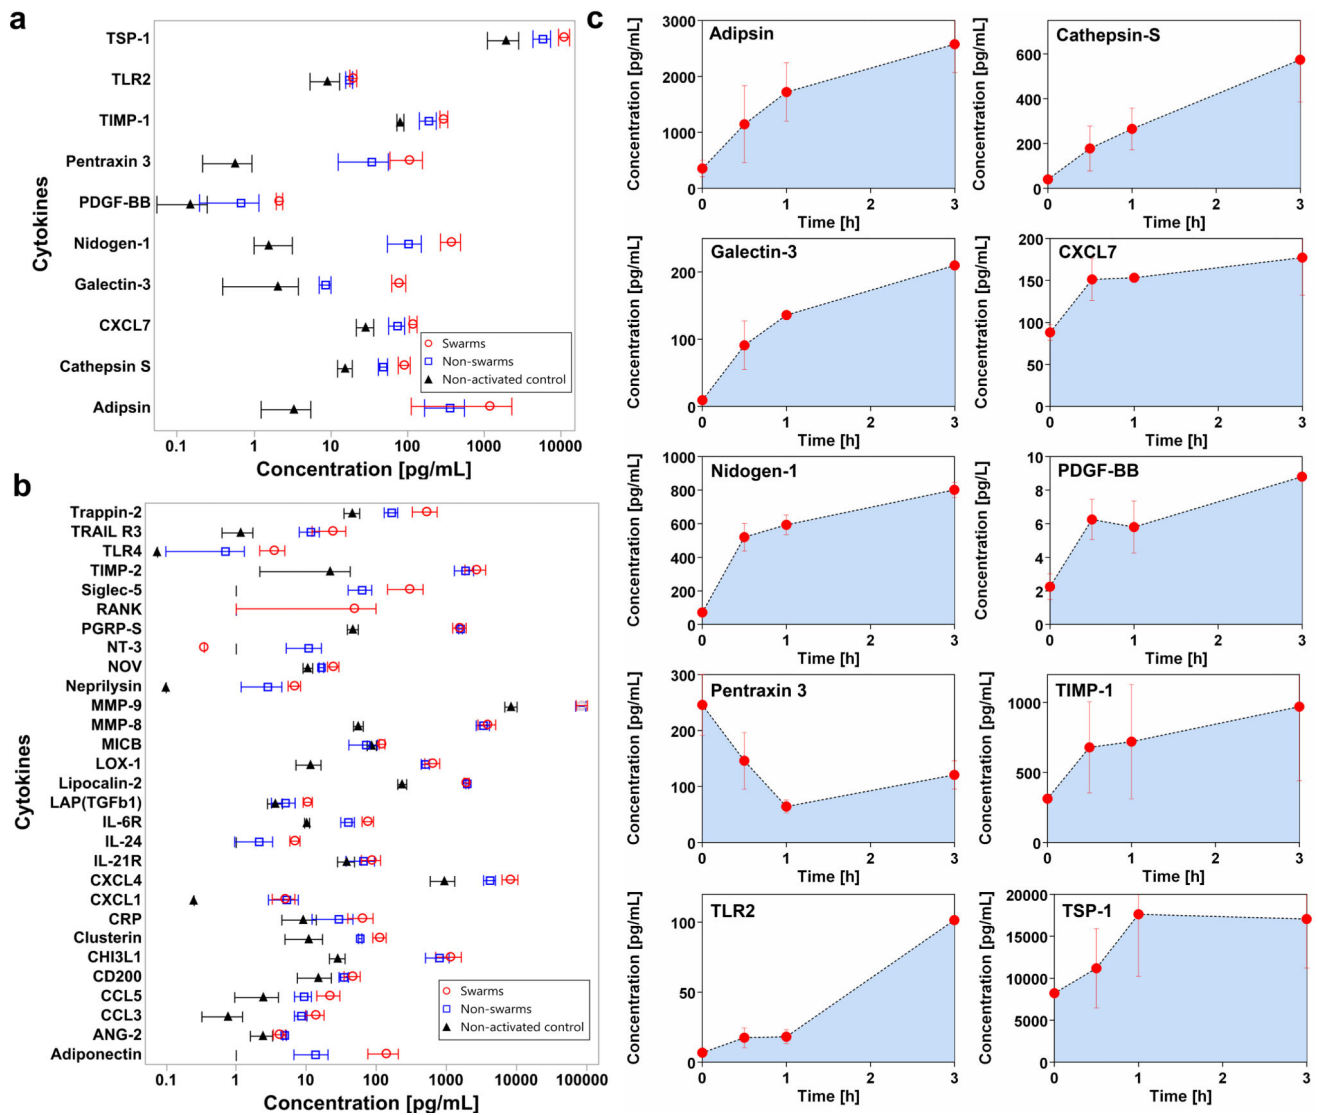 a
Cytokines
TSP-1
TLR2
TIMP-1
Pentraxin 3
PDGF-BB
Nidogen-1
Galectin-3
CXCL7
Cathepsin S
Adipsin
Swarms
Non-swarms
Non-activated control
0.1 1 10 100 1000 10000
Concentration [pg/mL]
b
Cytokines
Trappin-2
TRAIL R3
TLR4
TIMP-2
Siglec-5
RANK
PGRP-S
NT-3
NOV
Neprilysin
MMP-9
MMP-8
MICB
LOX-1
Lipocalin-2
LAP(TGFb1)
IL-6R
IL-24
IL-21R
CXCL4
CXCL1
CRP
Clusterin
CHI3L1
CD200
CCL5
CCL3
ANG-2
Adiponectin
Swarms
Non-swarms
Non-activated control
0.1 1 10 100 1000 10000 100000
Concentration [pg/mL]
c
Adipsin
Concentration [pg/mL]
3000
2000
1000
0
0 1 2 3
Time [h]
Cathepsin-S
Concentration [pg/mL]
600
400
200
0
0 1 2 3
Time [h]
Galectin-3
Concentration [pg/mL]
200
100
0
0 1 2 3
Time [h]
CXCL7
Concentration [pg/mL]
200
150
100
50
0
0 1 2 3
Time [h]
Nidogen-1
Concentration [pg/mL]
1000
800
600
400
200
0
0 1 2 3
Time [h]
PDGF-BB
Concentration [pg/L]
10
8
6
4
2
0
0 1 2 3
Time [h]
Pentraxin 3
Concentration [pg/mL]
300
200
100
0
0 1 2 3
Time [h]
TIMP-1
Concentration [pg/mL]
1000
500
0
0 1 2 3
Time [h]
TLR2
Concentration [pg/mL]
100
50
0
0 1 2 3
Time [h]
TSP-1
Concentration [pg/mL]
20000
15000
10000
5000
0
0 1 2 3
Time [h]